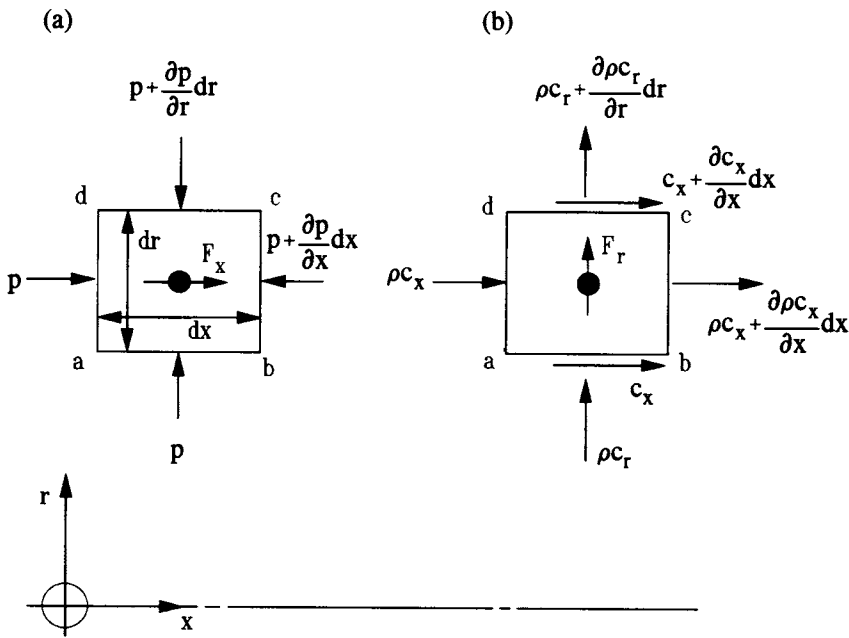 (a)
p + ∂p/∂r dr
d
c
dr
F_x
p + ∂p/∂x dx
p
dx
a
b
p
(b)
ρc_r + ∂ρc_r/∂r dr
c_x + ∂c_x/∂x dx
d
c
F_r
ρc_x
ρc_x + ∂ρc_x/∂x dx
a
b
c_x
ρc_r
r
x